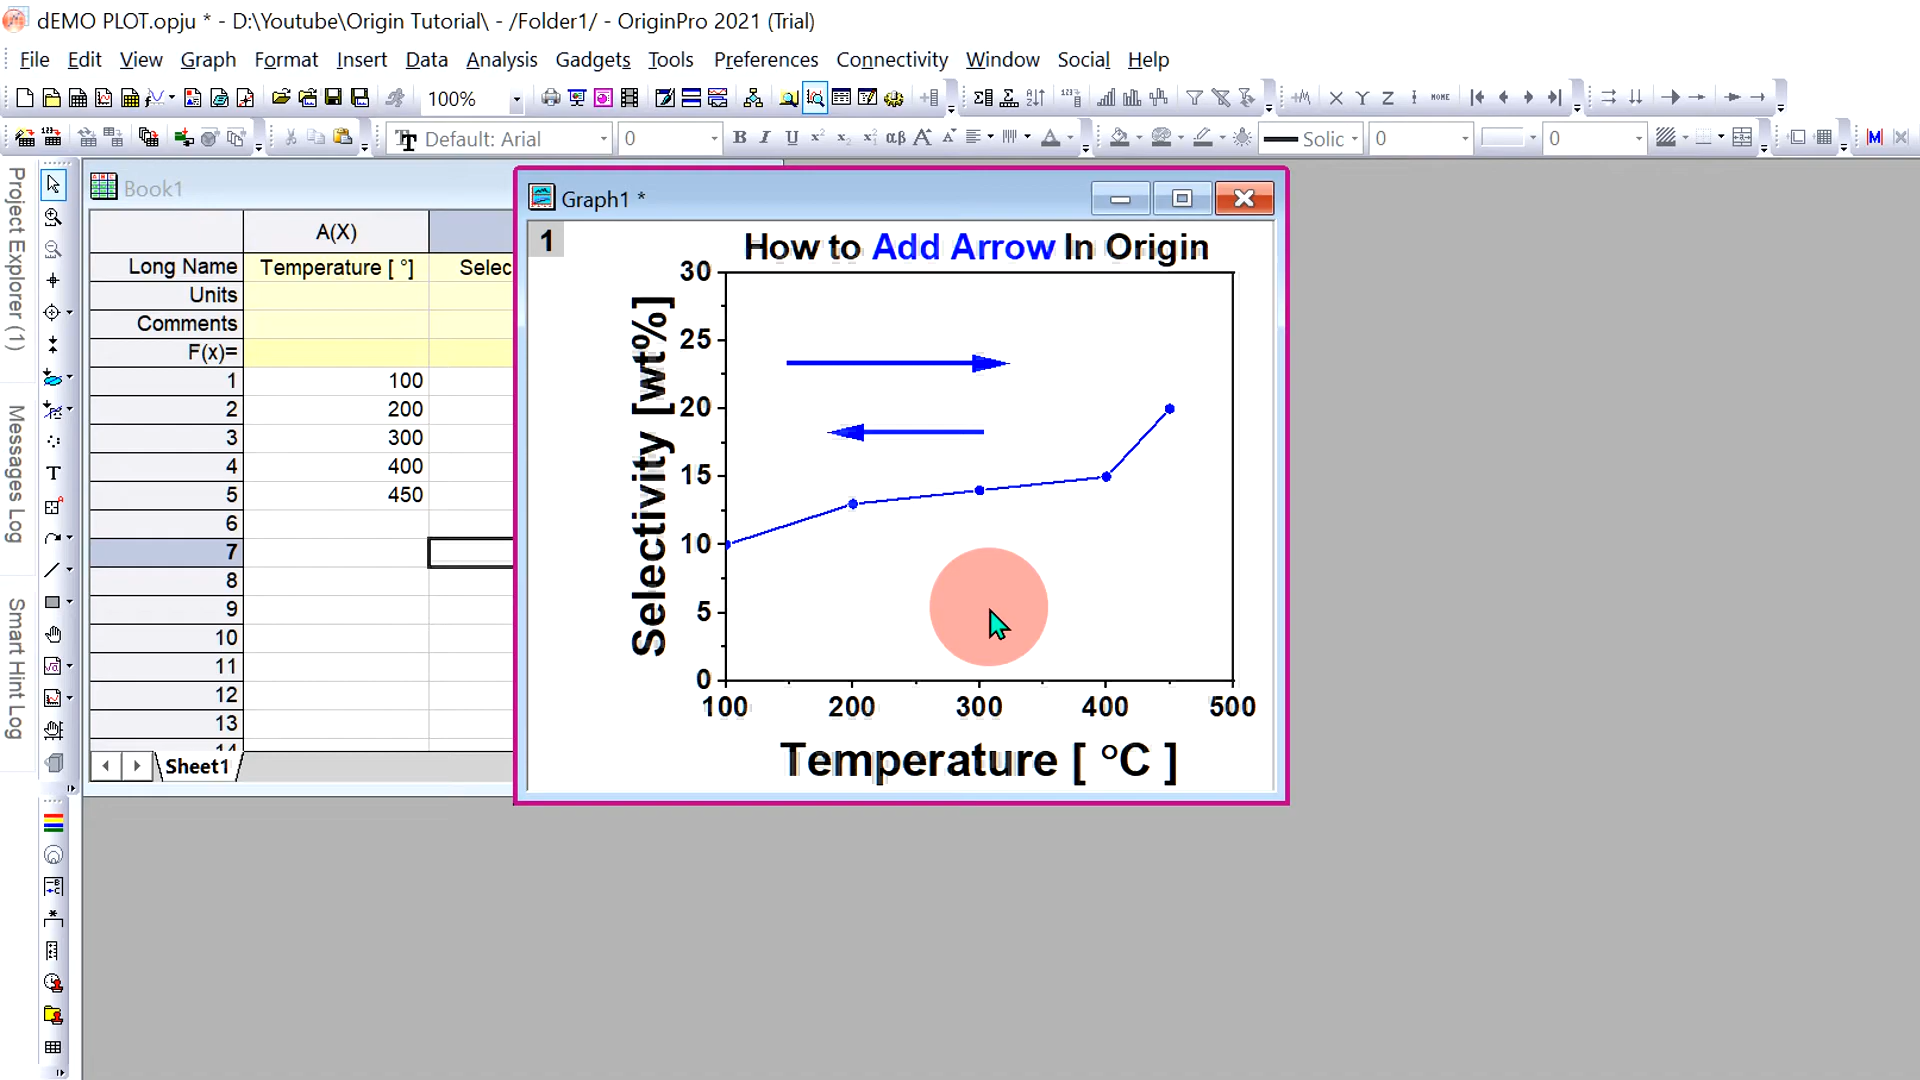 dEMO PLOT.opju * - D:\Youtube\Origin Tutorial\ - /Folder1/ - OriginPro 2021 (Trial)
File Edit View Graph Format Insert Data Analysis Gadgets Tools Preferences Connectivity Window Social Help
100%
Default: Arial 0 B I U Solic 0 0
Project Explorer (1)
Messages Log
Smart Hint Log
Book1
A(X)
Long Name Temperature [ °] Selec
Units
Comments
F(x)=
1 100
2 200
3 300
4 400
5 450
6
7
8
9
10
11
12
13
14
Sheet1
Graph1 *
1
How to Add Arrow In Origin
Selectivity [wt%]
30
25
20
15
10
5
0
100 200 300 400 500
Temperature [ °C ]